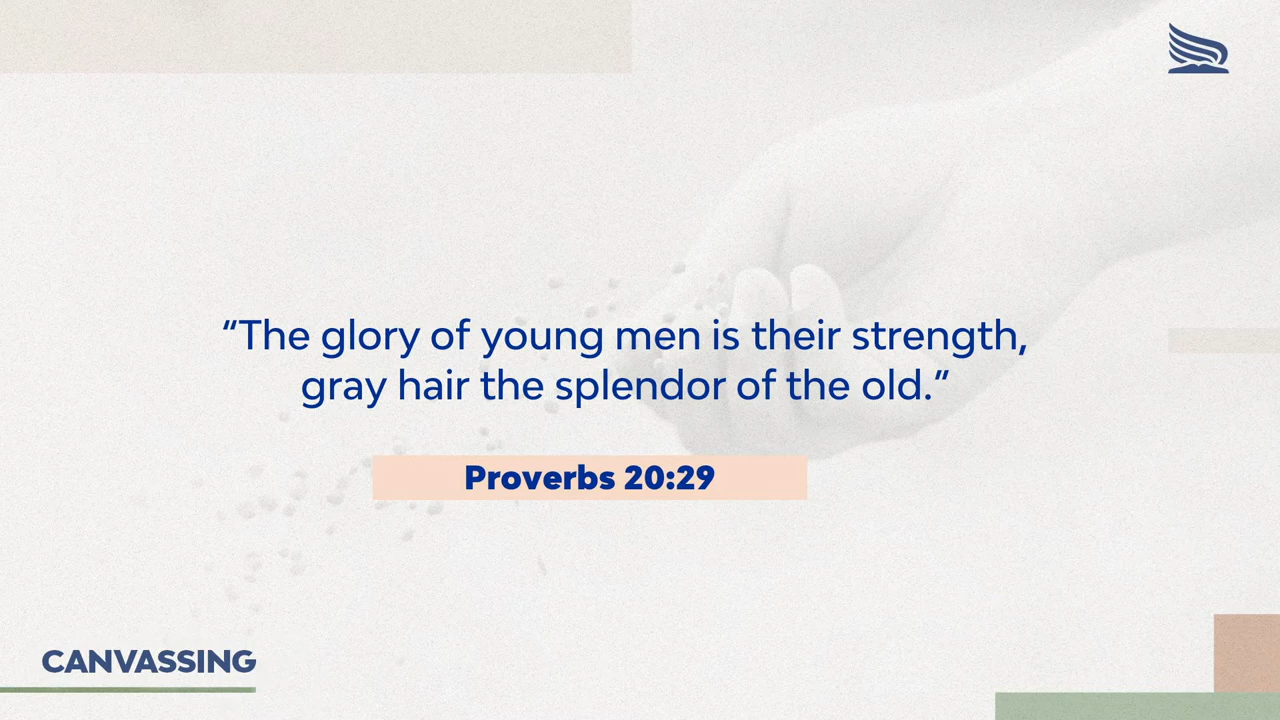 “The glory of young men is their strength,
gray hair the splendor of the old.”
Proverbs 20:29
CANVASSING